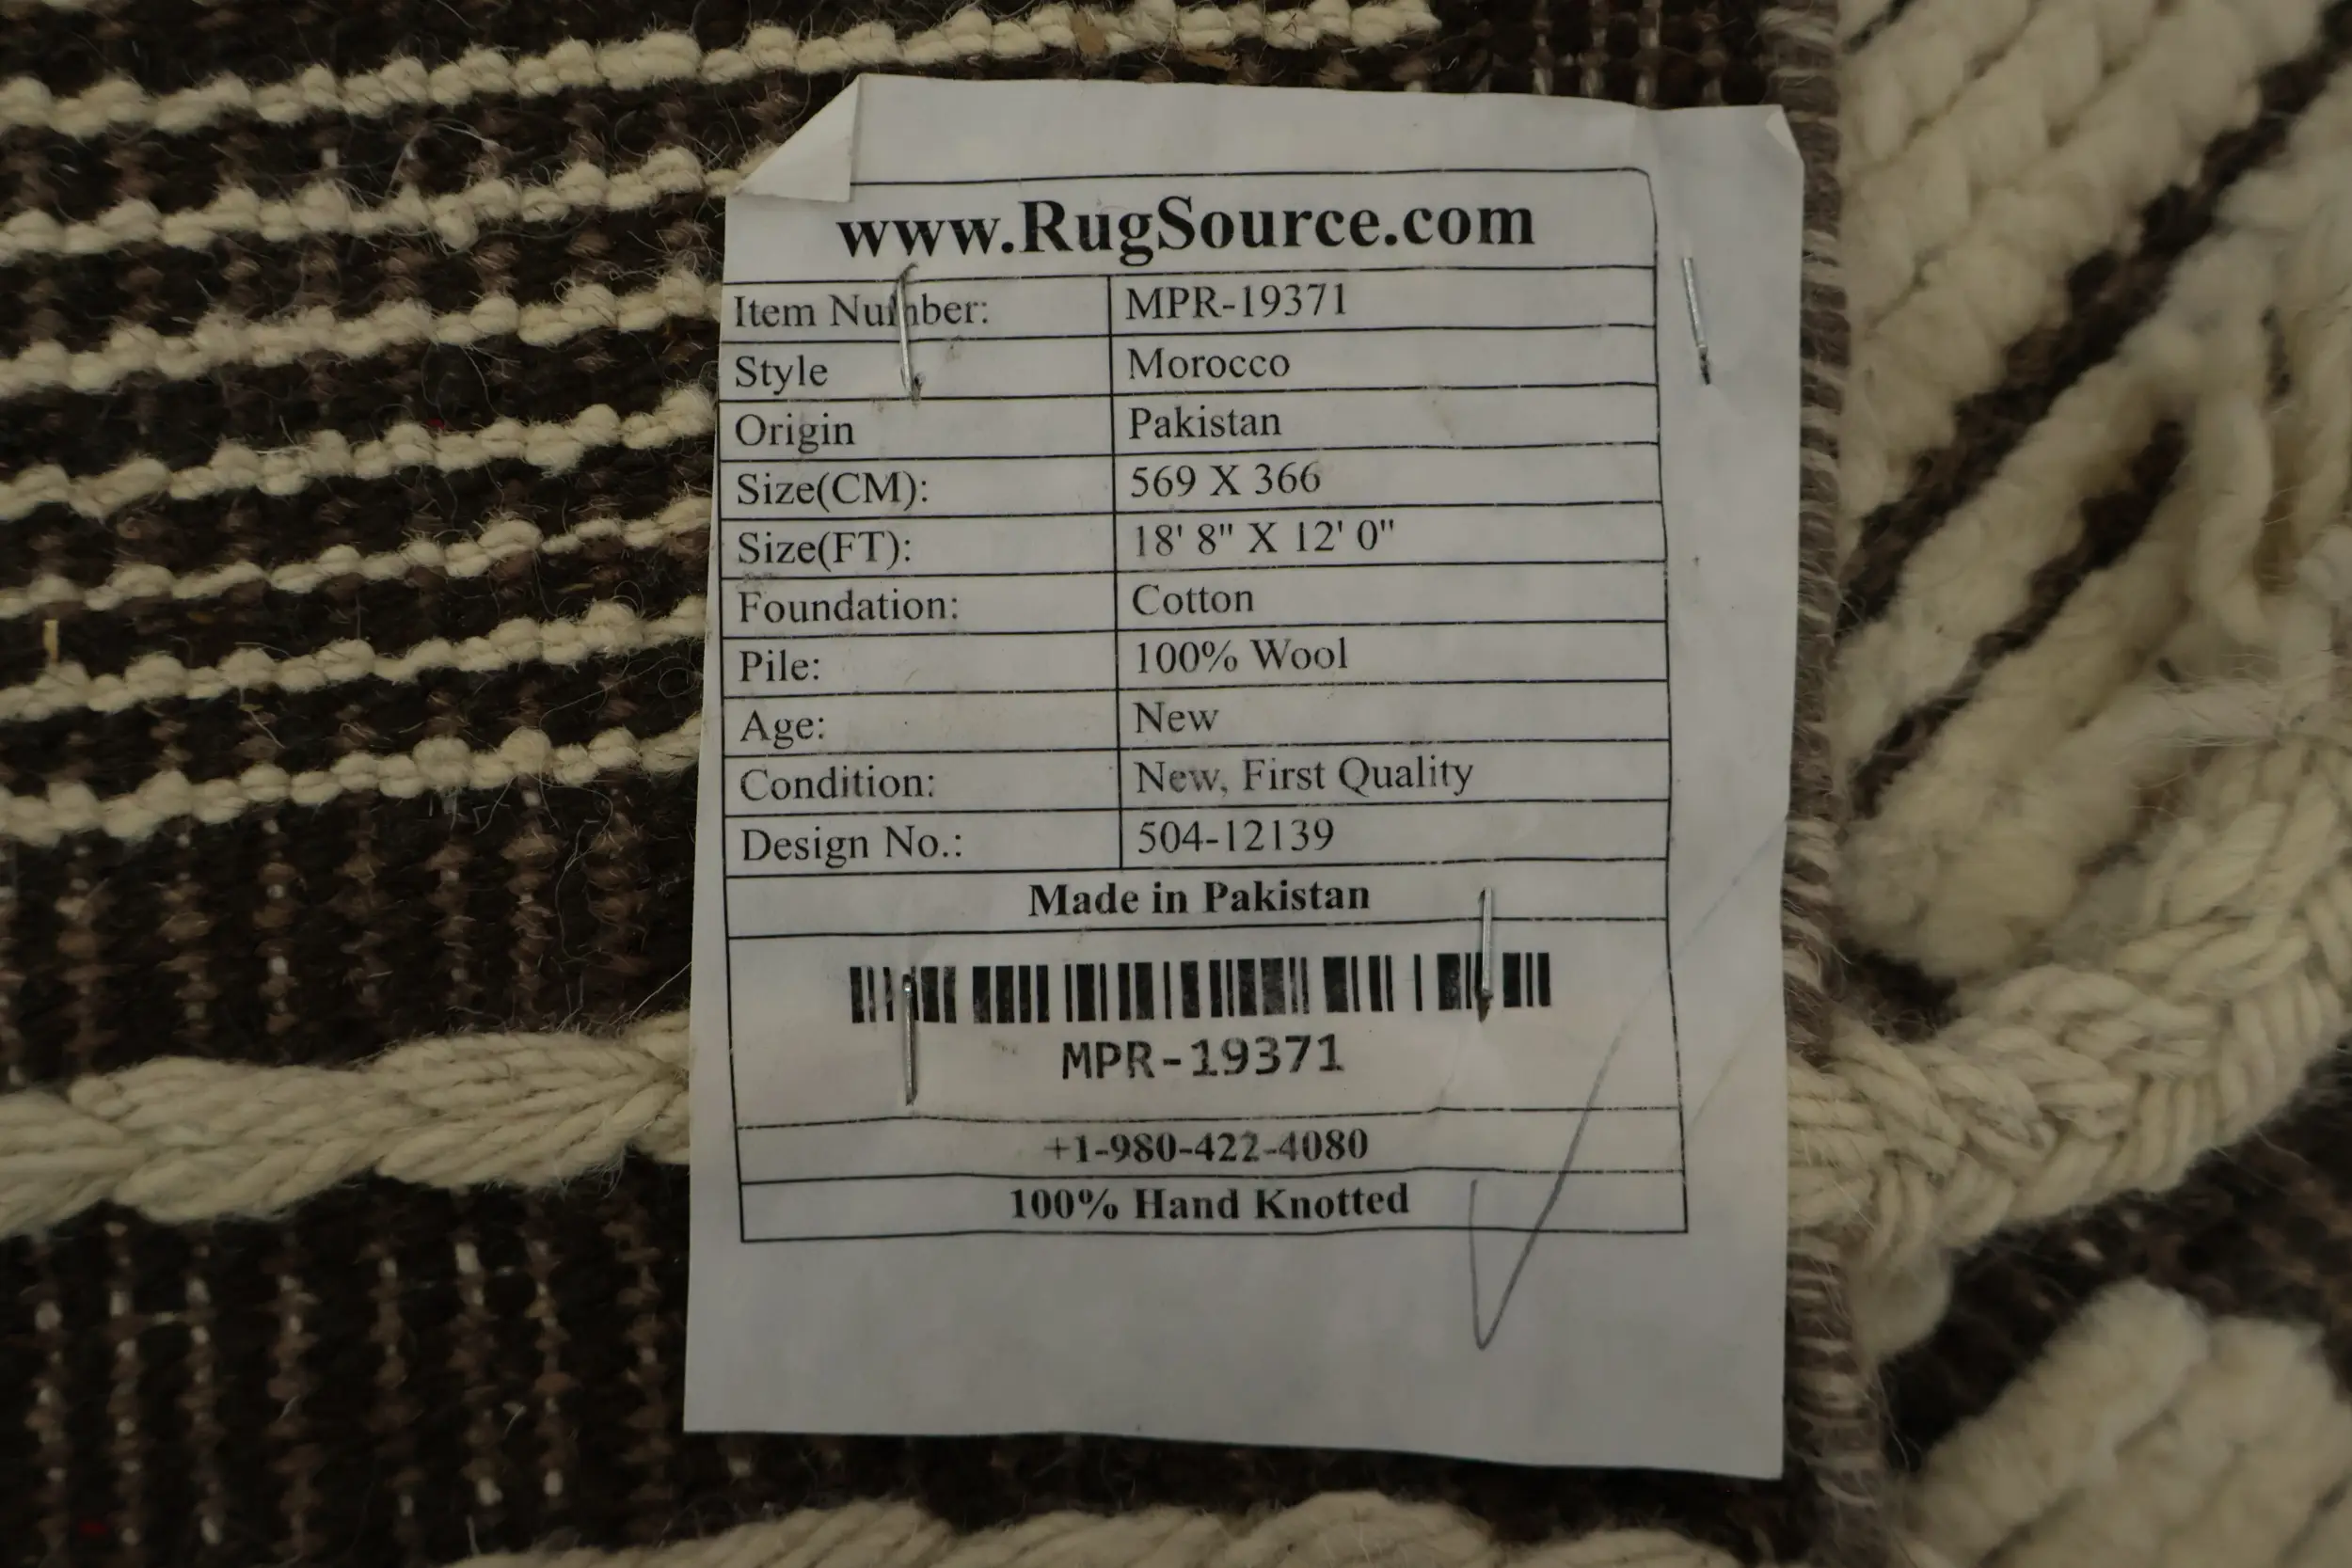 www.RugSource.com
Item Number: MPR-19371
Style Morocco
Origin Pakistan
Size(CM): 569 X 366
Size(FT): 18' 8" X 12' 0"
Foundation: Cotton
Pile: 100% Wool
Age: New
Condition: New, First Quality
Design No.: 504-12139
Made in Pakistan
MPR-19371
+1-980-422-4080
100% Hand Knotted